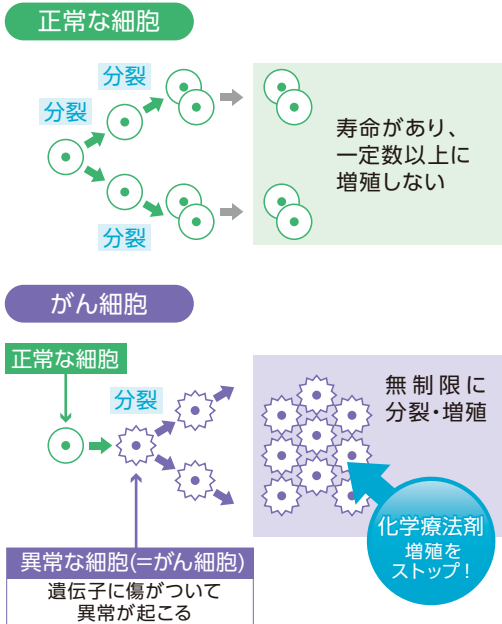 正常な細胞
分裂
分裂
分裂
寿命があり、
一定数以上に
増殖しない
がん細胞
正常な細胞
分裂
無制限に
分裂・増殖
化学療法剤
増殖を
ストップ!
異常な細胞(=がん細胞)
遺伝子に傷がついて
異常が起こる